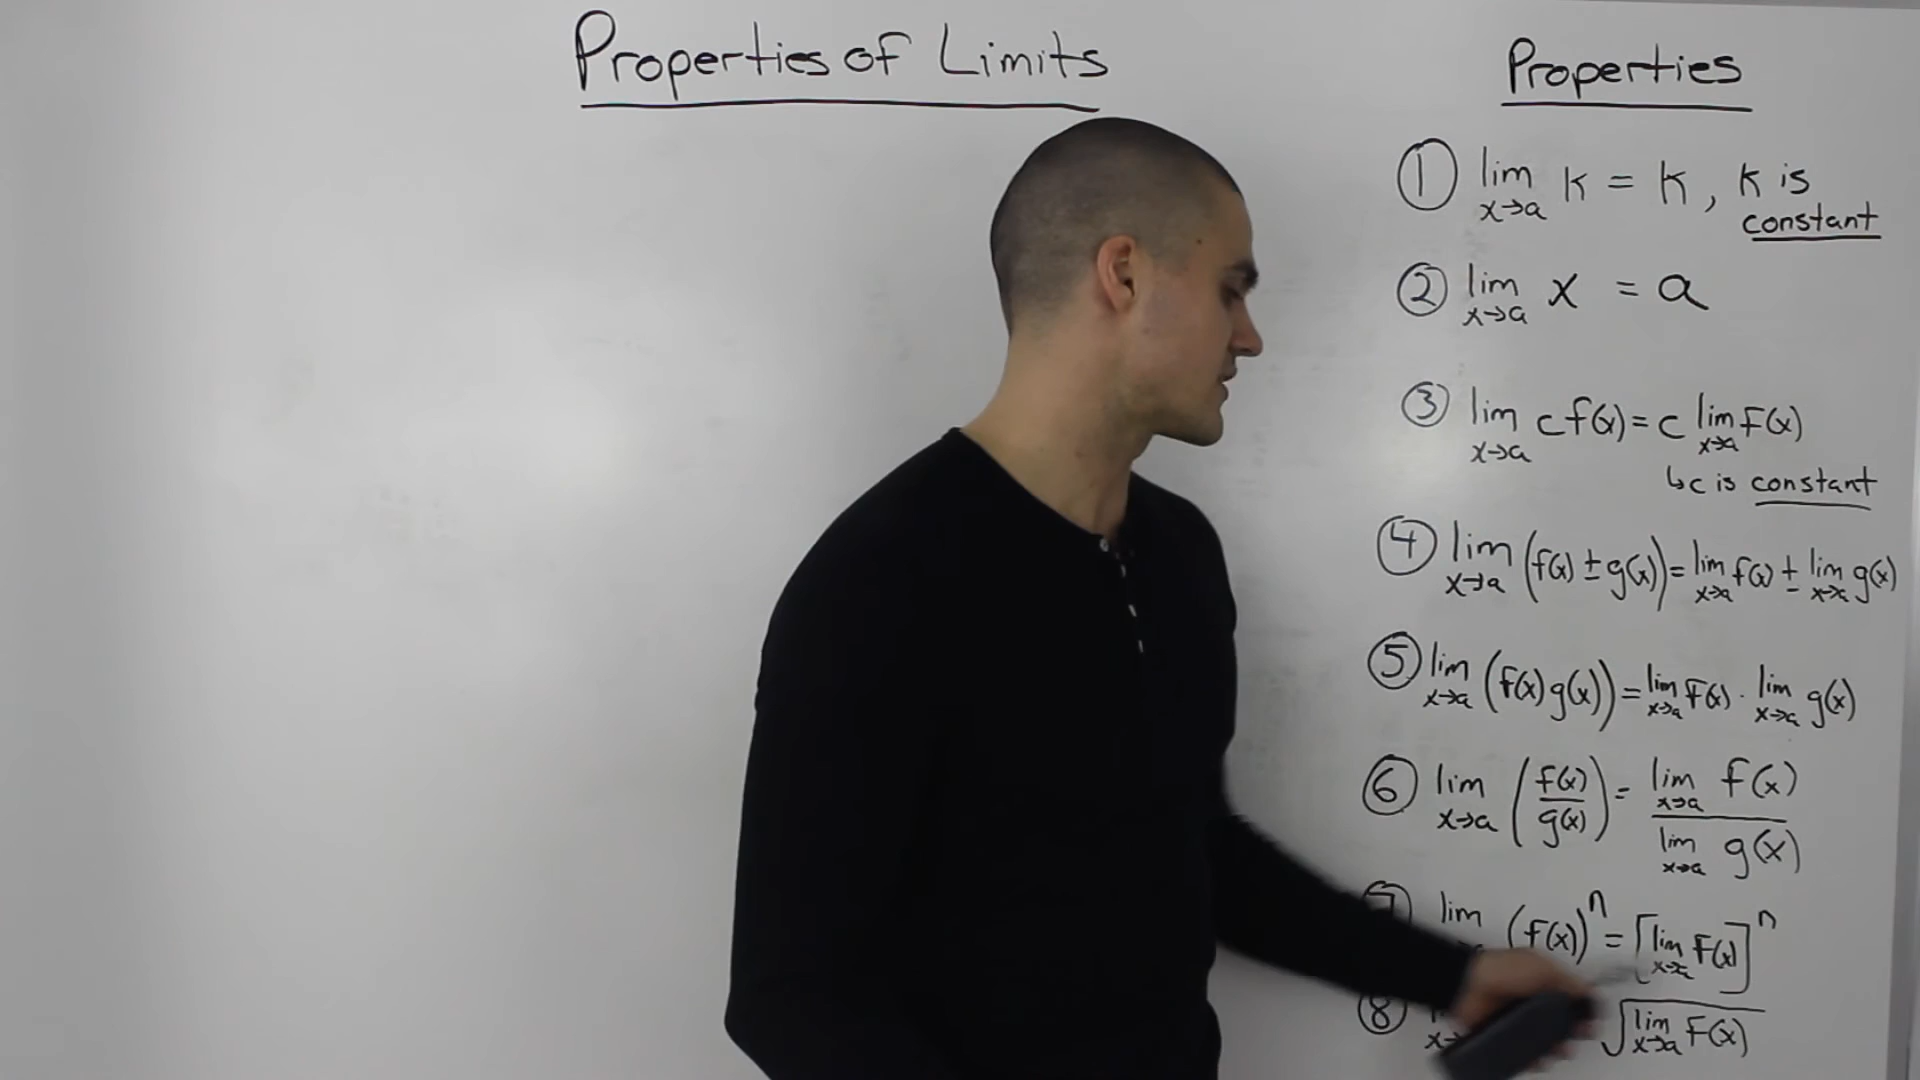 Properties of Limits
Properties
① lim x→a k = k, k is constant
② lim x→a x = a
③ lim x→a c f(x) = c lim x→a f(x)
↳ c is constant
④ lim x→a (f(x) ± g(x)) = lim x→a f(x) ± lim x→a g(x)
⑤ lim x→a (f(x) g(x)) = lim x→a f(x) · lim x→a g(x)
⑥ lim x→a (f(x)/g(x)) = lim x→a f(x) / lim x→a g(x)
⑦ lim (f(x))ⁿ = [lim x→a f(x)]ⁿ
⑧ √lim x→a f(x)